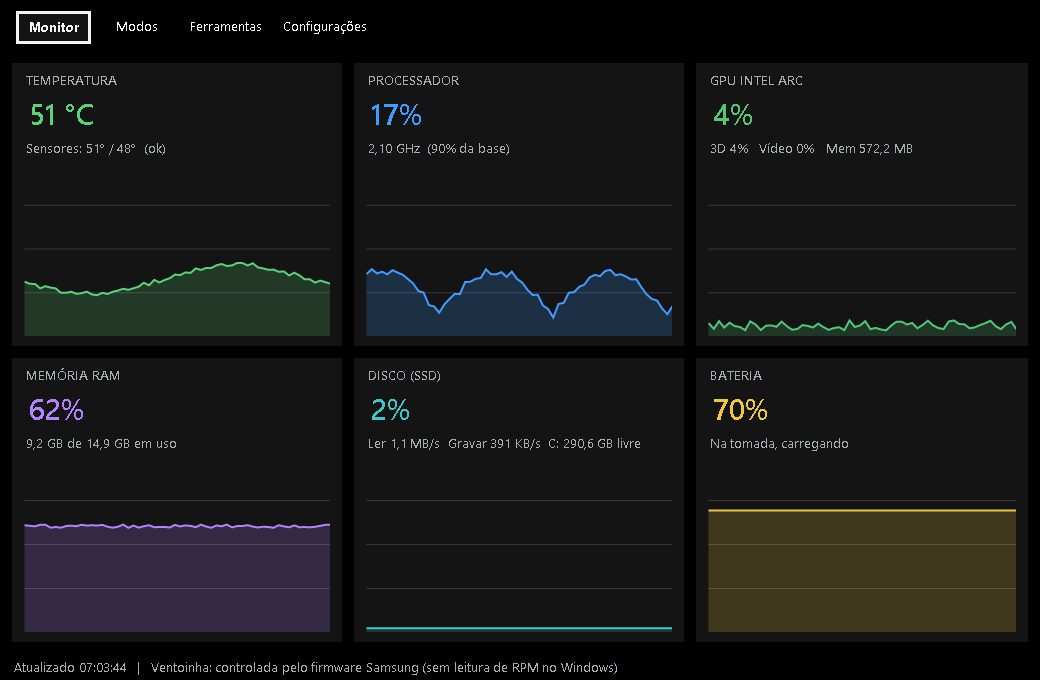 Monitor Modos Ferramentas Configurações
TEMPERATURA
51 °C
Sensores: 51° / 48° (ok)
PROCESSADOR
17%
2,10 GHz (90% da base)
GPU INTEL ARC
4%
3D 4% Vídeo 0% Mem 572,2 MB
MEMÓRIA RAM
62%
9,2 GB de 14,9 GB em uso
DISCO (SSD)
2%
Ler 1,1 MB/s Gravar 391 KB/s C: 290,6 GB livre
BATERIA
70%
Na tomada, carregando
Atualizado 07:03:44 | Ventoinha: controlada pelo firmware Samsung (sem leitura de RPM no Windows)